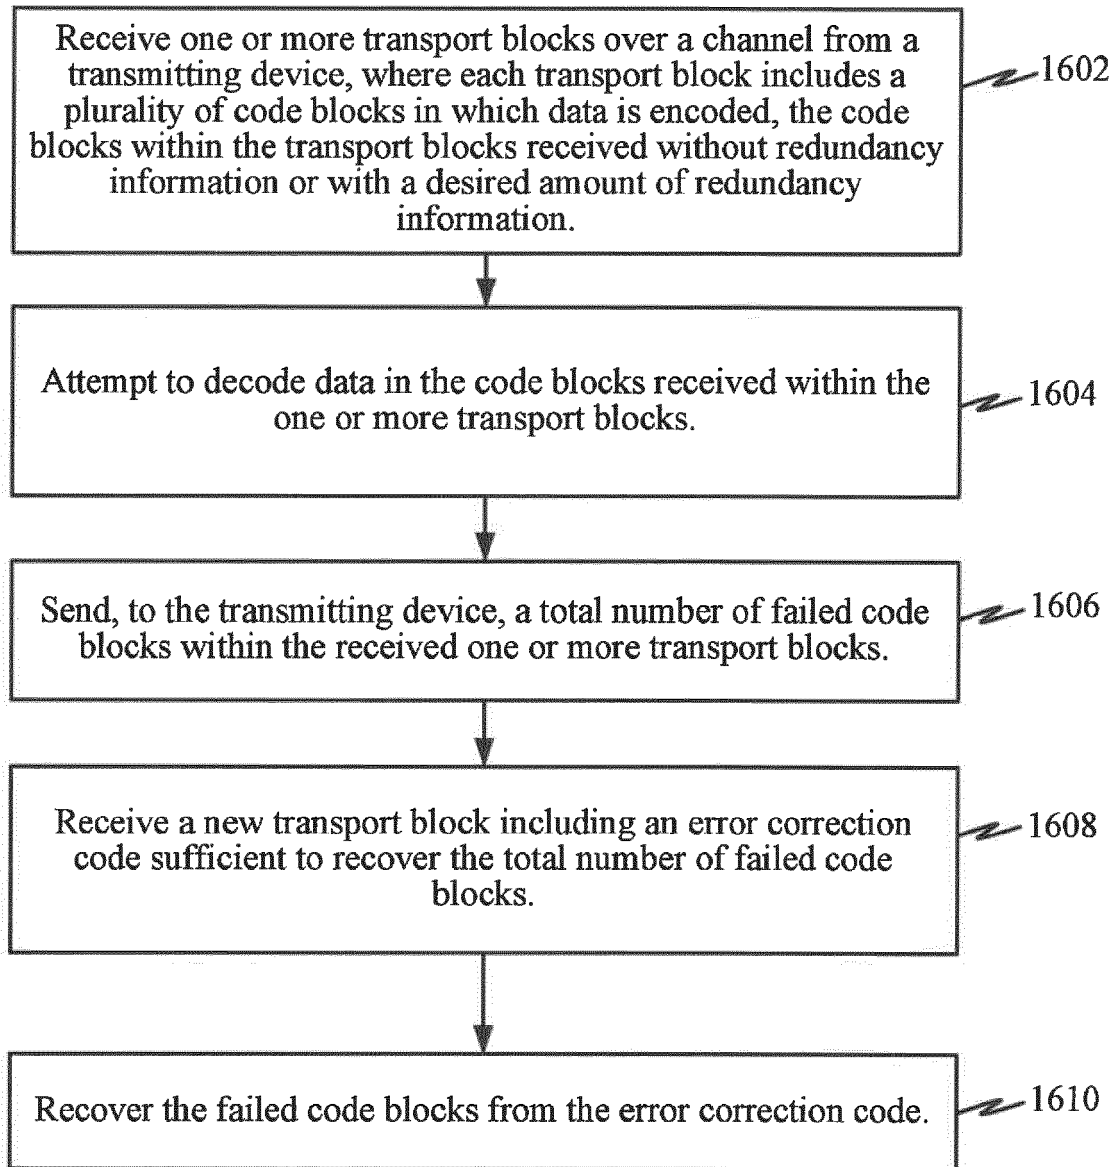 Receive one or more transport blocks over a channel from a
transmitting device, where each transport block includes a
plurality of code blocks in which data is encoded, the code
blocks within the transport blocks received without redundancy
information or with a desired amount of redundancy
information.
1602
Attempt to decode data in the code blocks received within the
one or more transport blocks.
1604
Send, to the transmitting device, a total number of failed code
blocks within the received one or more transport blocks.
1606
Receive a new transport block including an error correction
code sufficient to recover the total number of failed code
blocks.
1608
Recover the failed code blocks from the error correction code.
1610